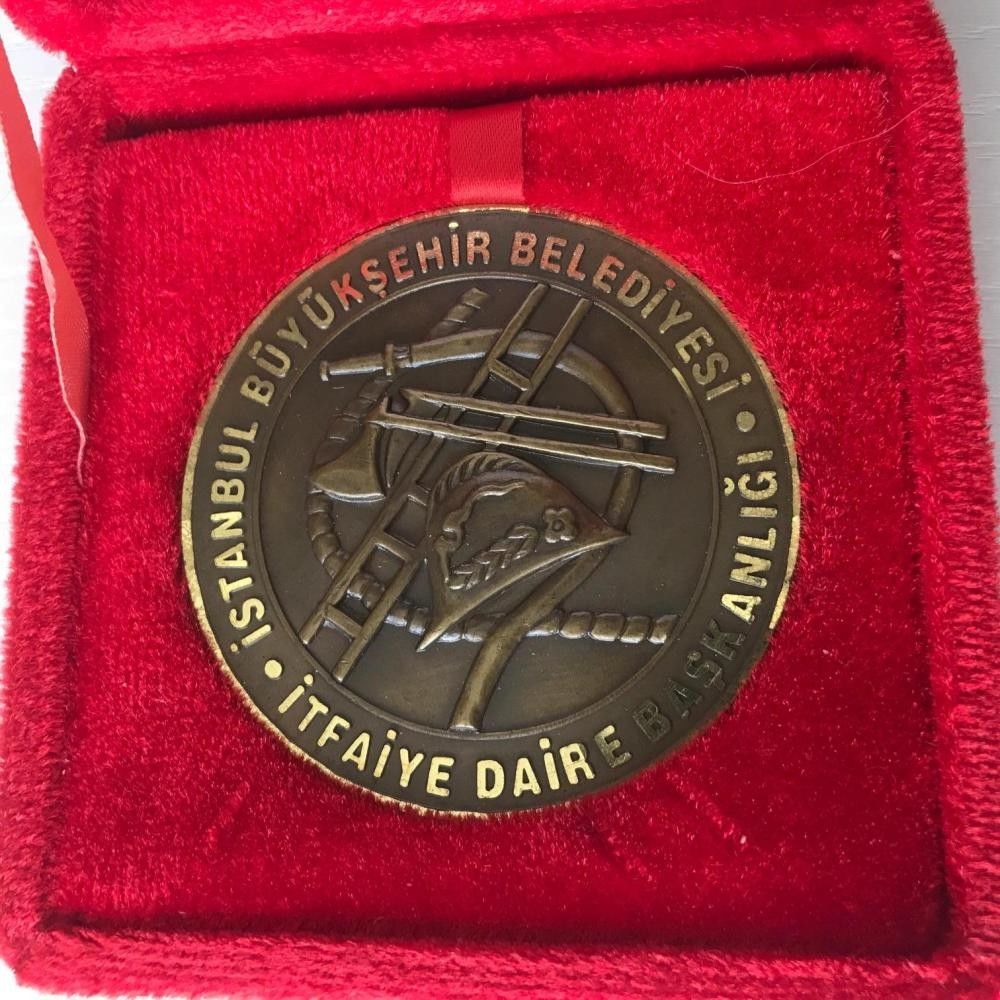 İSTANBUL BÜYÜKŞEHİR BELEDİYESİ
İTFAİYE DAİRE BAŞKANLIĞI